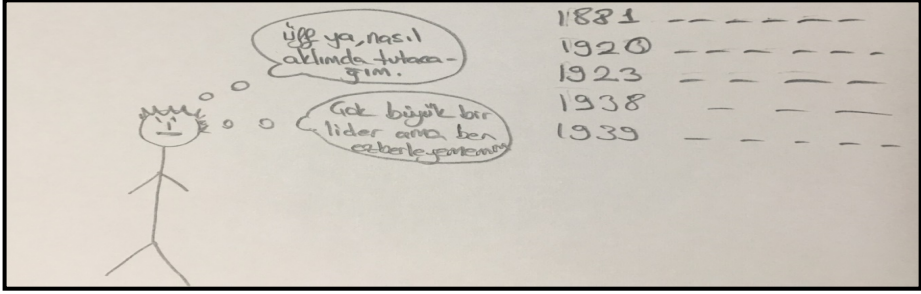 üff ya, nasıl
aklımda tutaca-
ğım.
Çok büyük bir
lider ama ben
ezberleyemem
1881 — — — — — —
1920 — — — — — —
1923 — — — —
1938 — — —
1939 — — — — —